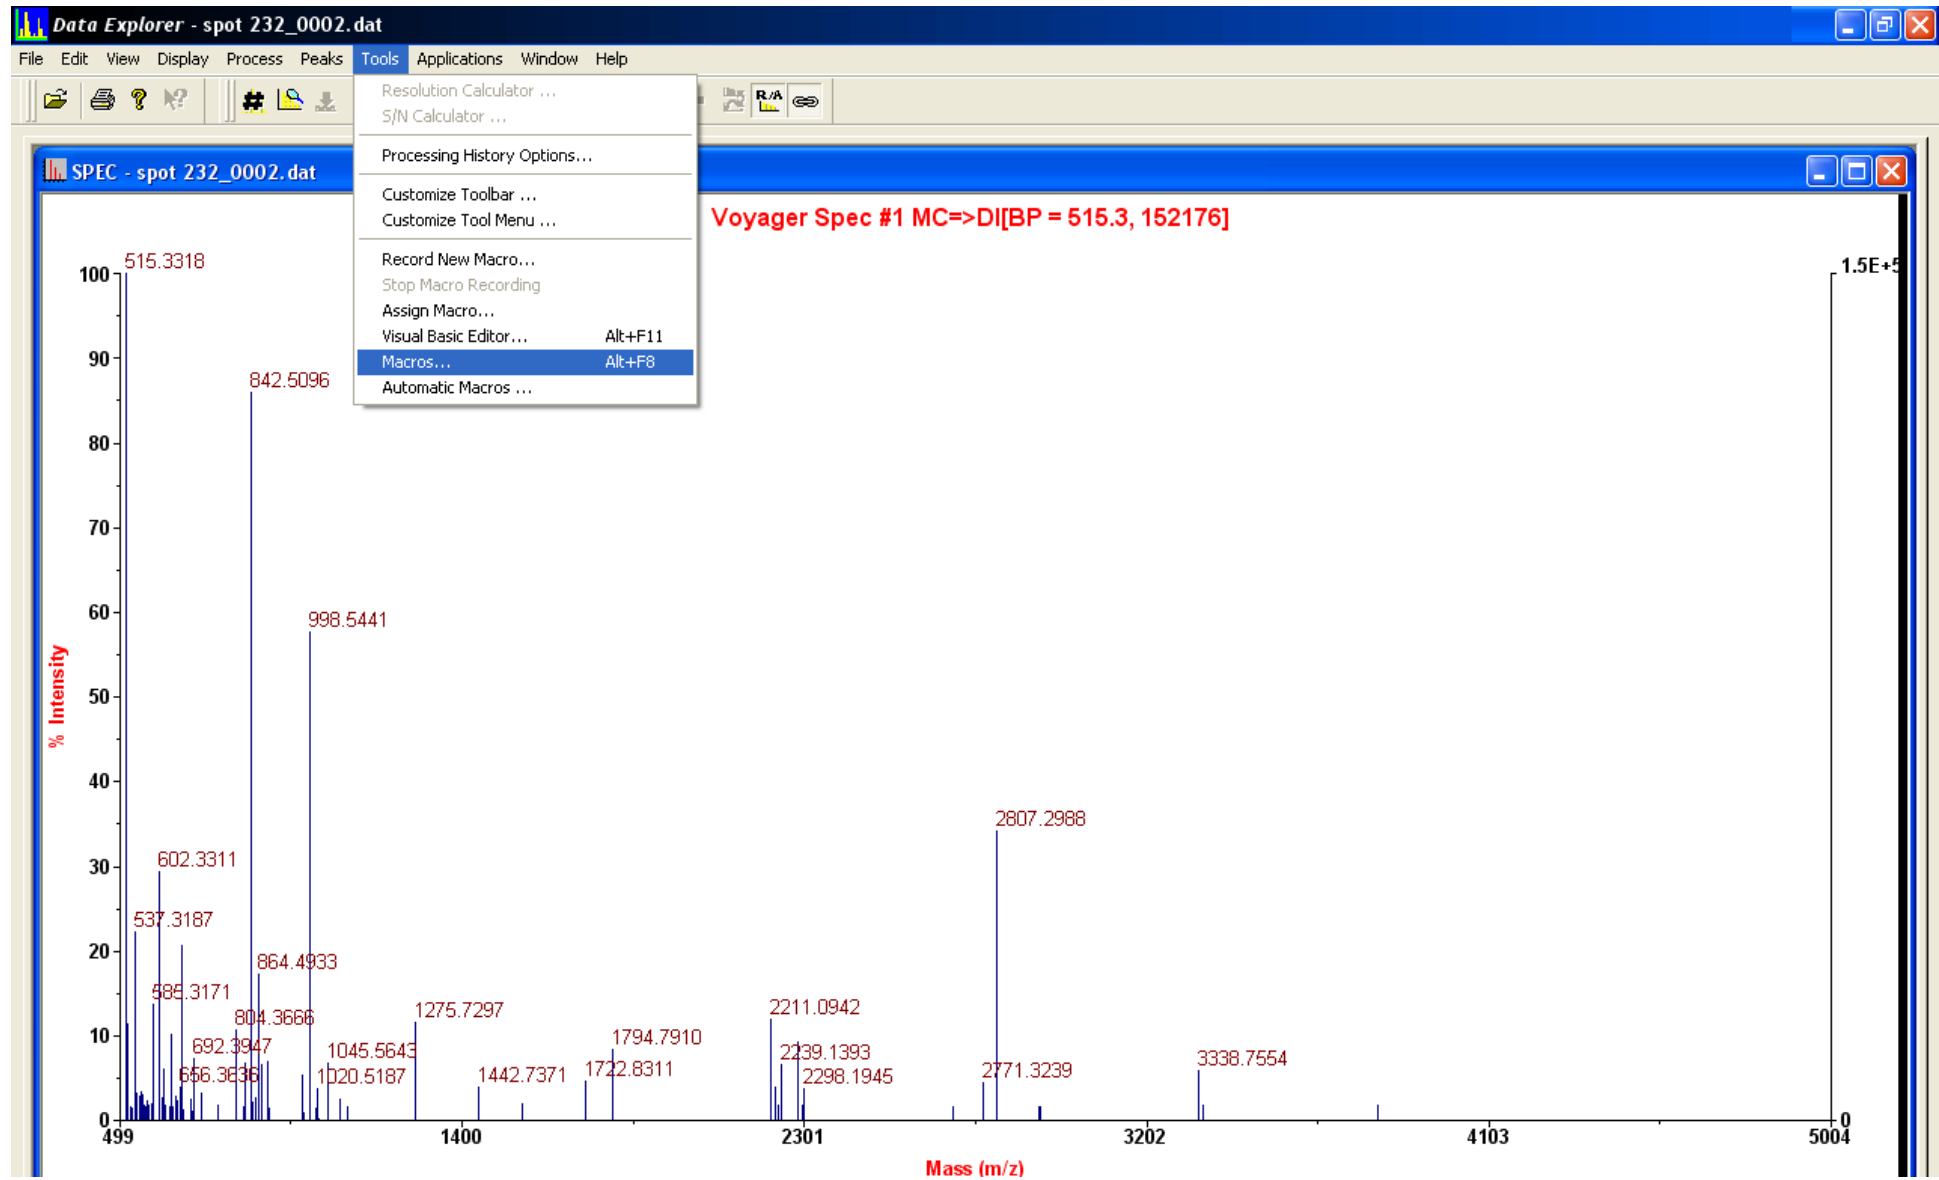 Data Explorer - spot 232_0002.dat
File Edit View Display Process Peaks Tools Applications Window Help
R/A
Resolution Calculator ...
S/N Calculator ...
Processing History Options...
Customize Toolbar ...
Customize Tool Menu ...
Record New Macro...
Stop Macro Recording
Assign Macro...
Visual Basic Editor... Alt+F11
Macros... Alt+F8
Automatic Macros ...
SPEC - spot 232_0002.dat
Voyager Spec #1 MC=>DI[BP = 515.3, 152176]
515.3318
1.5E+5
100
90
842.5096
80
70
60
998.5441
50
% Intensity
40
2807.2988
30
602.3311
537.3187
20
864.4933
585.3171
804.3666
1275.7297
2211.0942
10
692.3947
1045.5643
1794.7910
2239.1393
3338.7554
656.3636
1020.5187
1442.7371
1722.8311
2298.1945
2771.3239
0
0
499
1400
2301
3202
4103
5004
Mass (m/z)